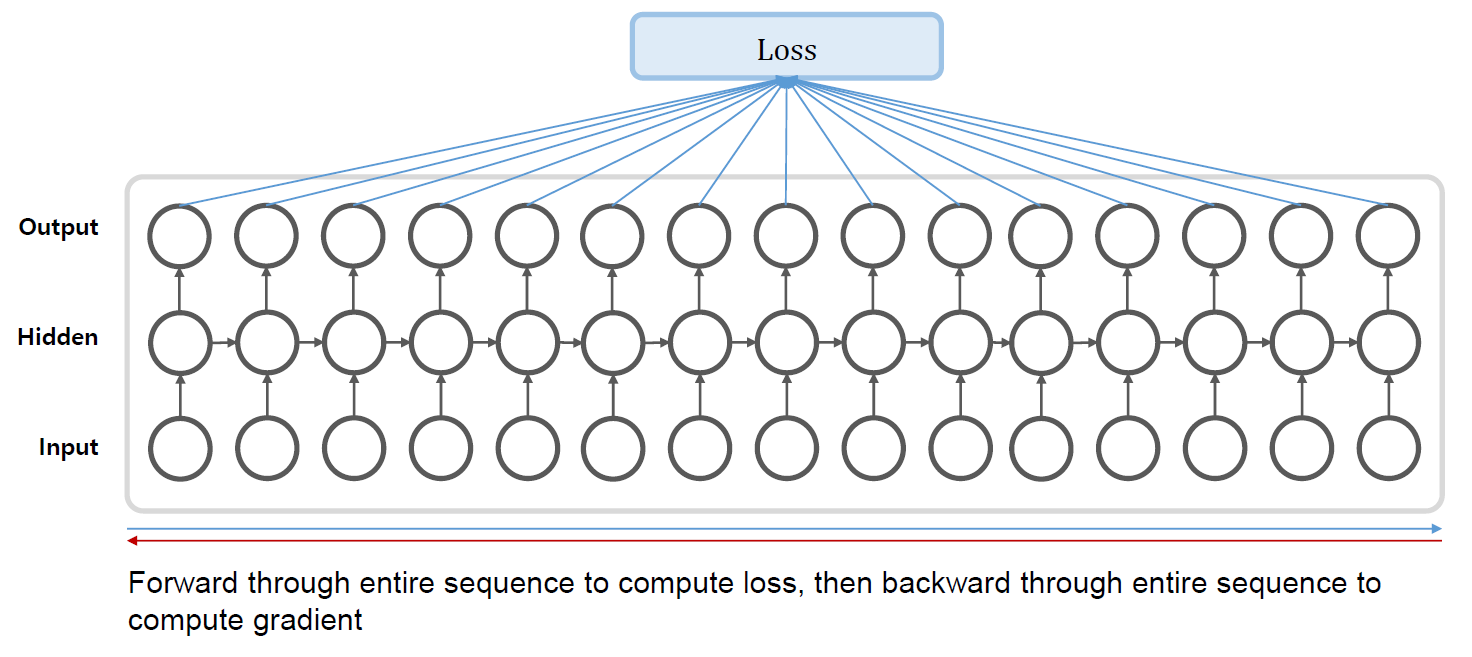 Loss
Output
Hidden
Input
Forward through entire sequence to compute loss, then backward through entire sequence to
compute gradient